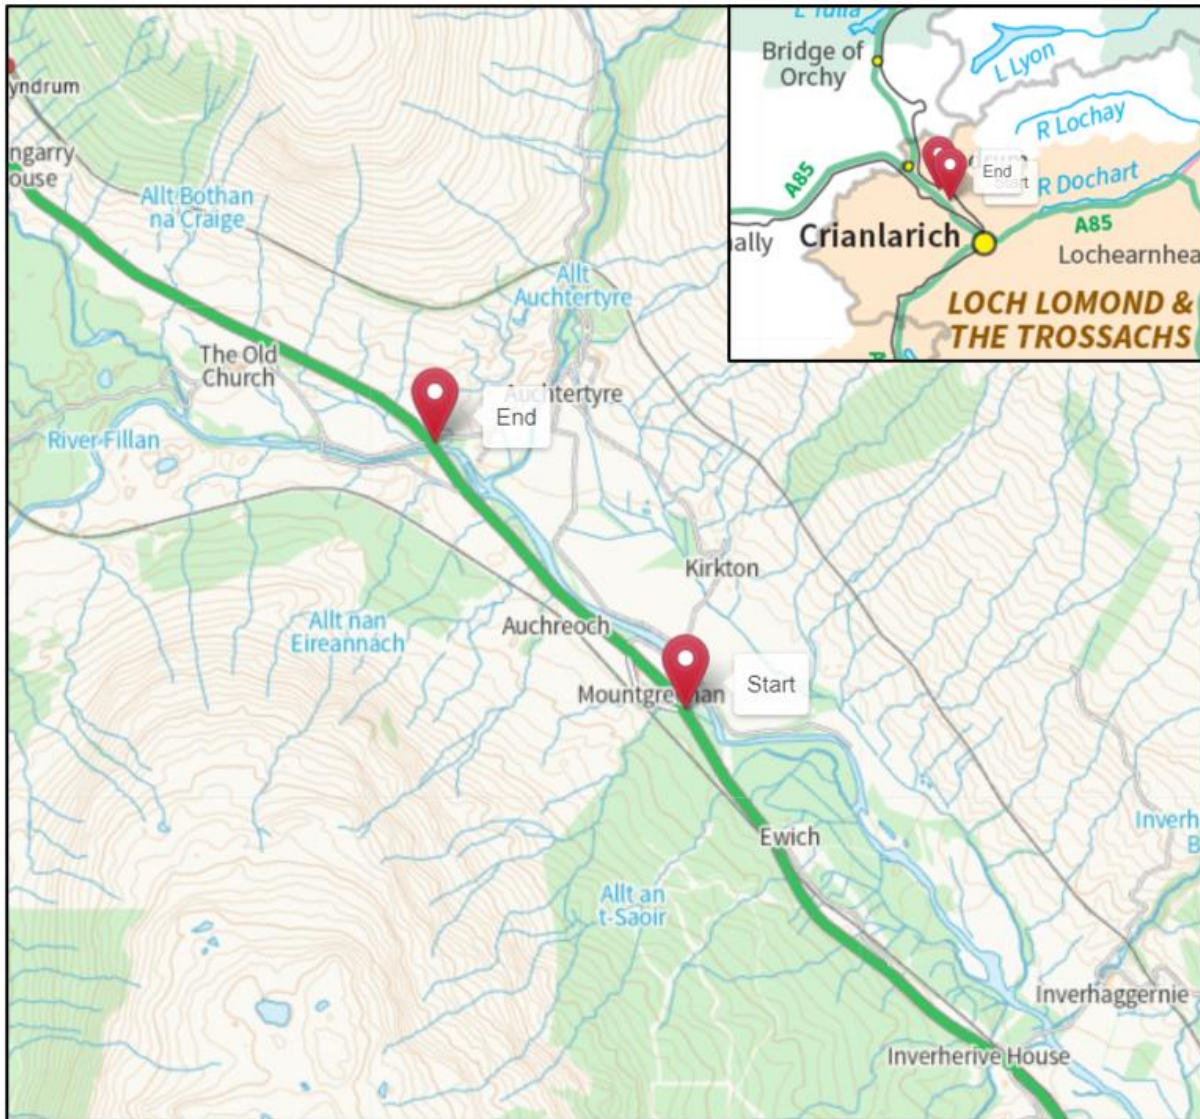 yndrum
ngarry
ouse
Allt Bothan
na Craige
Allt
Auchtertyre
The Old
Church
Auchtertyre
End
River Fillan
Kirkton
Allt nan
Eireannach
Auchreoch
Start
Ewich
Allt an
t-Saoir
Inverh
B
Inverhaggernie
Inverherive House
L Tulla
Bridge of
Orchy
L Lyon
R Lochay
A85
End
Start
R Dochart
A85
ally
Crianlarich
Lochearnhea
LOCH LOMOND &
THE TROSSACHS
A